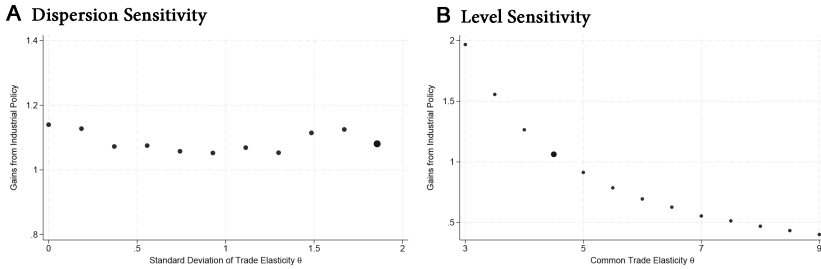 A Dispersion Sensitivity
1.4
1.2
1
.8
Gains from Industrial Policy
0 .5 1 1.5 2
Standard Deviation of Trade Elasticity θ
B Level Sensitivity
2
1.5
1
.5
Gains from Industrial Policy
3 5 7 9
Common Trade Elasticity θ